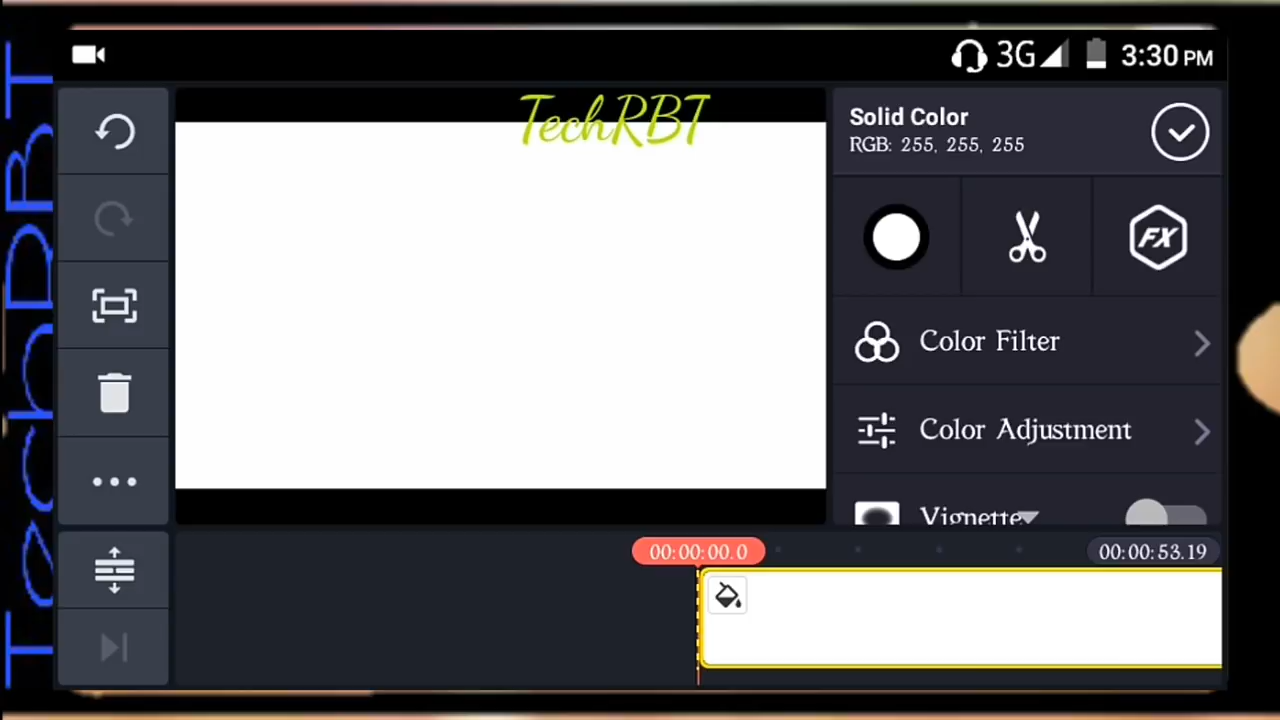 TechRBT
3G 3:30 PM
TechRBT
Solid Color
RGB: 255, 255, 255
FX
Color Filter
Color Adjustment
Vignette
00:00:00.0
00:00:53.19